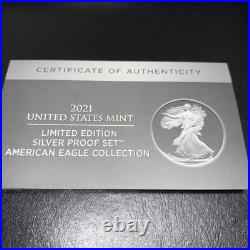 CERTIFICATE OF AUTHENTICITY
2021
UNITED STATES MINT
LIMITED EDITION
SILVER PROOF SET™
AMERICAN EAGLE COLLECTION